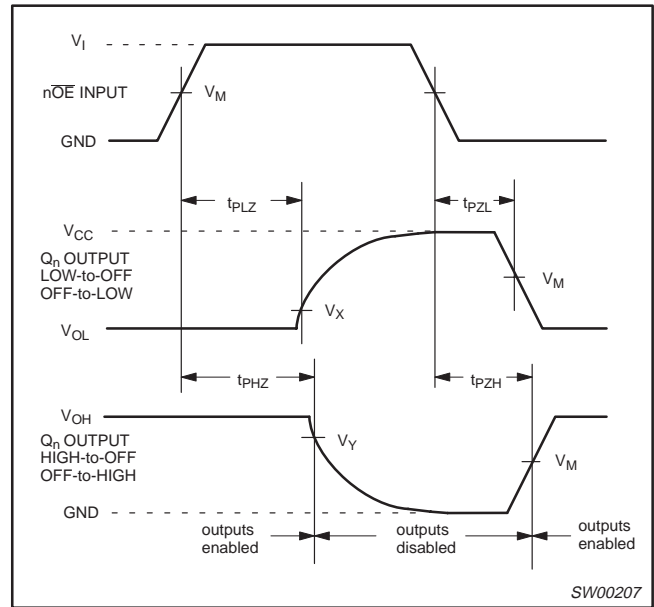 VI
nOE INPUT
VM
GND
tPLZ
tPZL
VCC
Qn OUTPUT
LOW-to-OFF
OFF-to-LOW
VM
VX
VOL
tPHZ
tPZH
VOH
Qn OUTPUT
HIGH-to-OFF
OFF-to-HIGH
VY
VM
GND
outputs
enabled
outputs
disabled
outputs
enabled
SW00207